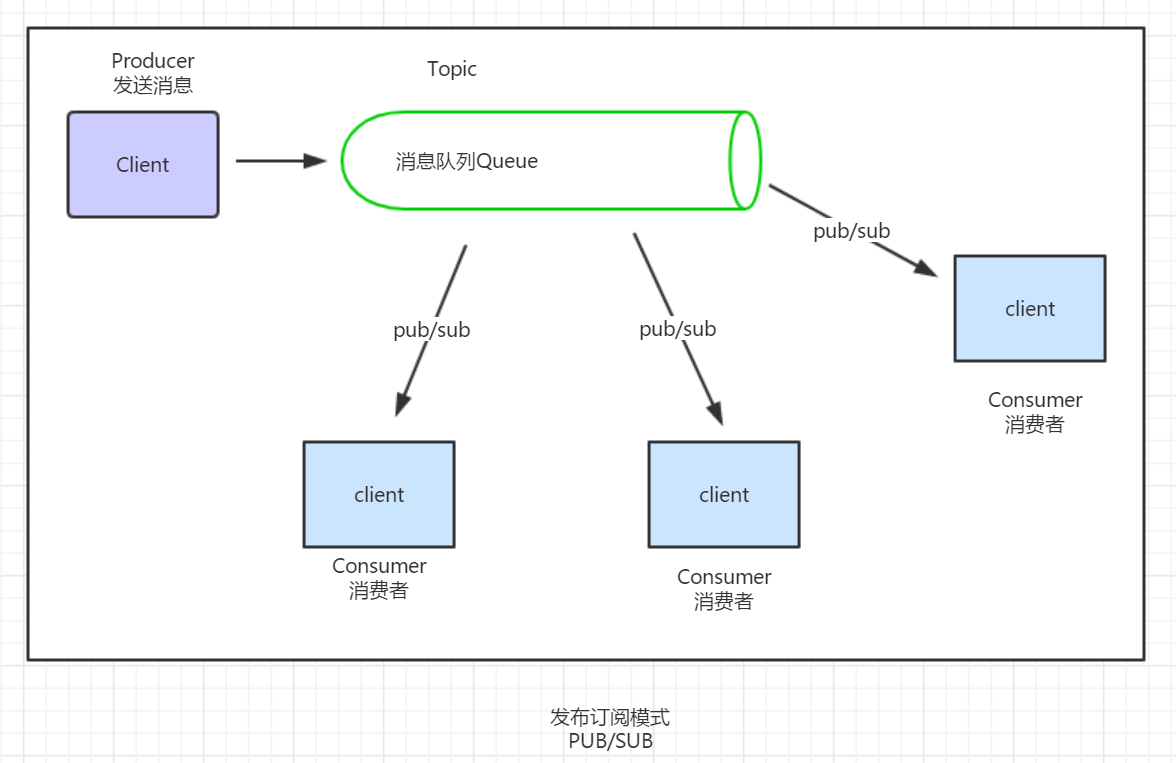 Producer
发送消息
Topic
Client
消息队列Queue
pub/sub
pub/sub
pub/sub
client
Consumer
消费者
client
Consumer
消费者
client
Consumer
消费者
发布订阅模式
PUB/SUB